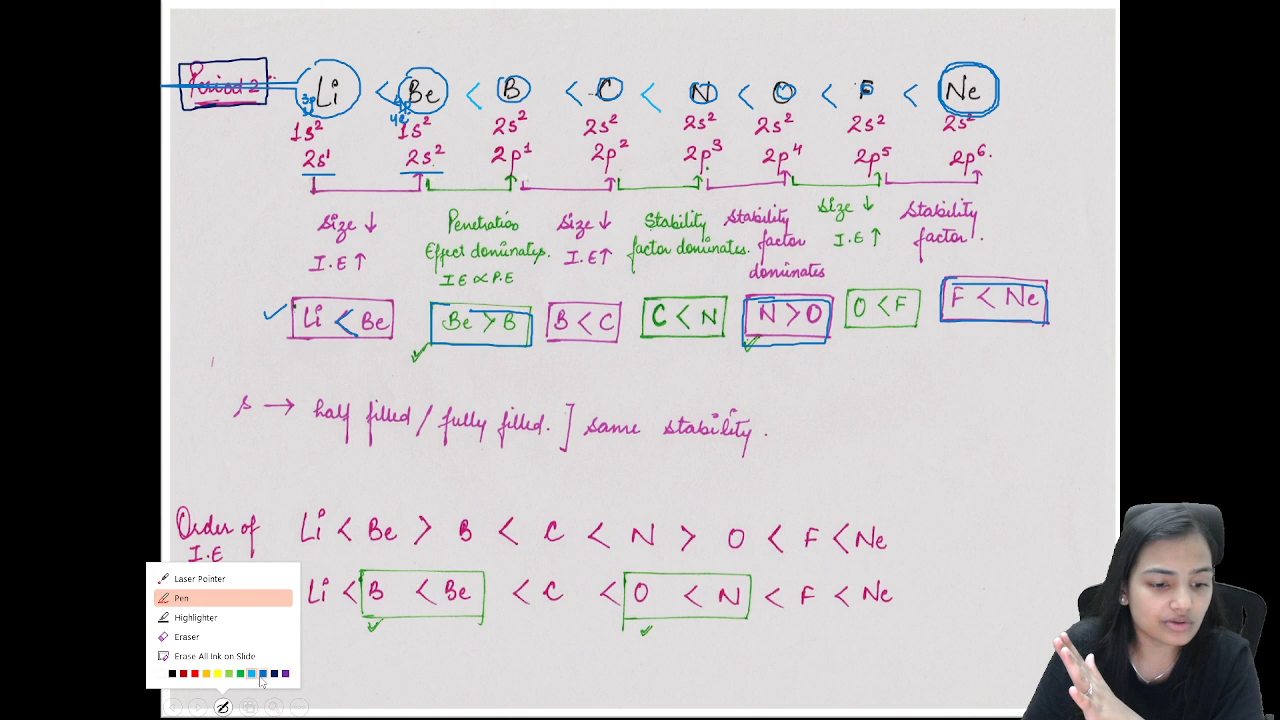 Period 2 Li < Be < B < C < N < O < F < Ne
3p 4p
4e
1s² 1s² 2s² 2s² 2s² 2s² 2s² 2s²
2s¹ 2s² 2p¹ 2p² 2p³ 2p⁴ 2p⁵ 2p⁶.
Size ↓ Penetration Size ↓ Stability Stability Size ↓ Stability
I.E ↑ Effect dominates. I.E ↑ factor dominates. factor I.E ↑ factor.
I E ∝ P.E dominates
Li < Be Be > B B < C C < N N > O O < F F < Ne
s → half filled / fully filled. ] same stability.
Order of Li < Be > B < C < N > O < F < Ne
I.E
Li < B < Be < C < O < N < F < Ne
Laser Pointer
Pen
Highlighter
Eraser
Erase All Ink on Slide